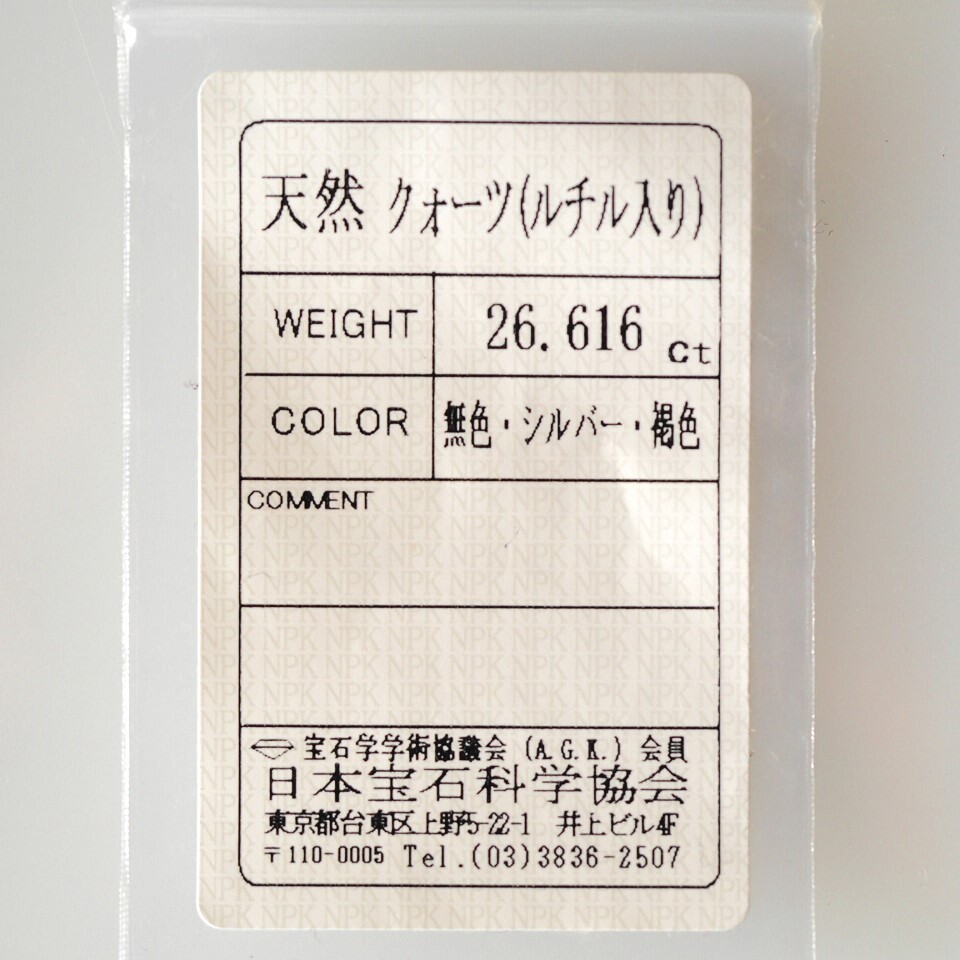 天然 クォーツ(ルチル入り)
WEIGHT 26.616 ct
COLOR 無色・シルバー・褐色
COMMENT
宝石学学術協議会 (A.G.K.) 会員
日本宝石科学協会
東京都台東区上野5-22-1 井上ビル4F
〒110-0005 Tel.(03)3836-2507